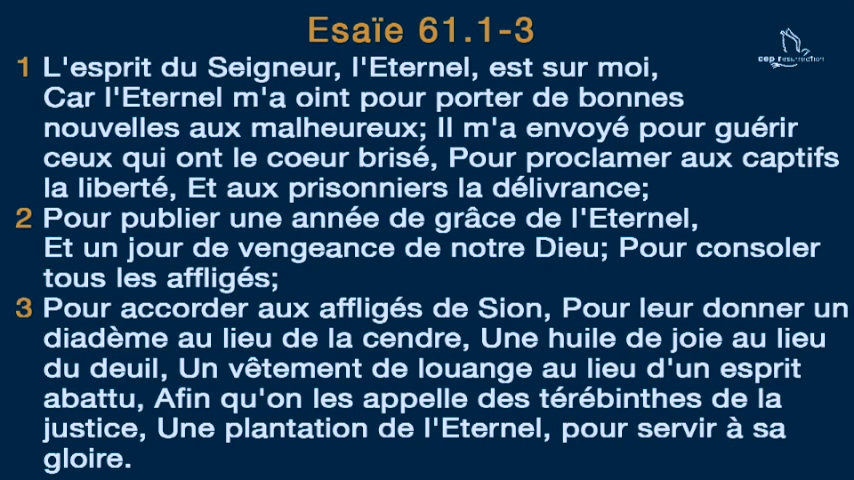 Esaïe 61.1-3
cep résurrection
1 L'esprit du Seigneur, l'Eternel, est sur moi,
Car l'Eternel m'a oint pour porter de bonnes
nouvelles aux malheureux; Il m'a envoyé pour guérir
ceux qui ont le coeur brisé, Pour proclamer aux captifs
la liberté, Et aux prisonniers la délivrance;
2 Pour publier une année de grâce de l'Eternel,
Et un jour de vengeance de notre Dieu; Pour consoler
tous les affligés;
3 Pour accorder aux affligés de Sion, Pour leur donner un
diadème au lieu de la cendre, Une huile de joie au lieu
du deuil, Un vêtement de louange au lieu d'un esprit
abattu, Afin qu'on les appelle des térébinthes de la
justice, Une plantation de l'Eternel, pour servir à sa
gloire.